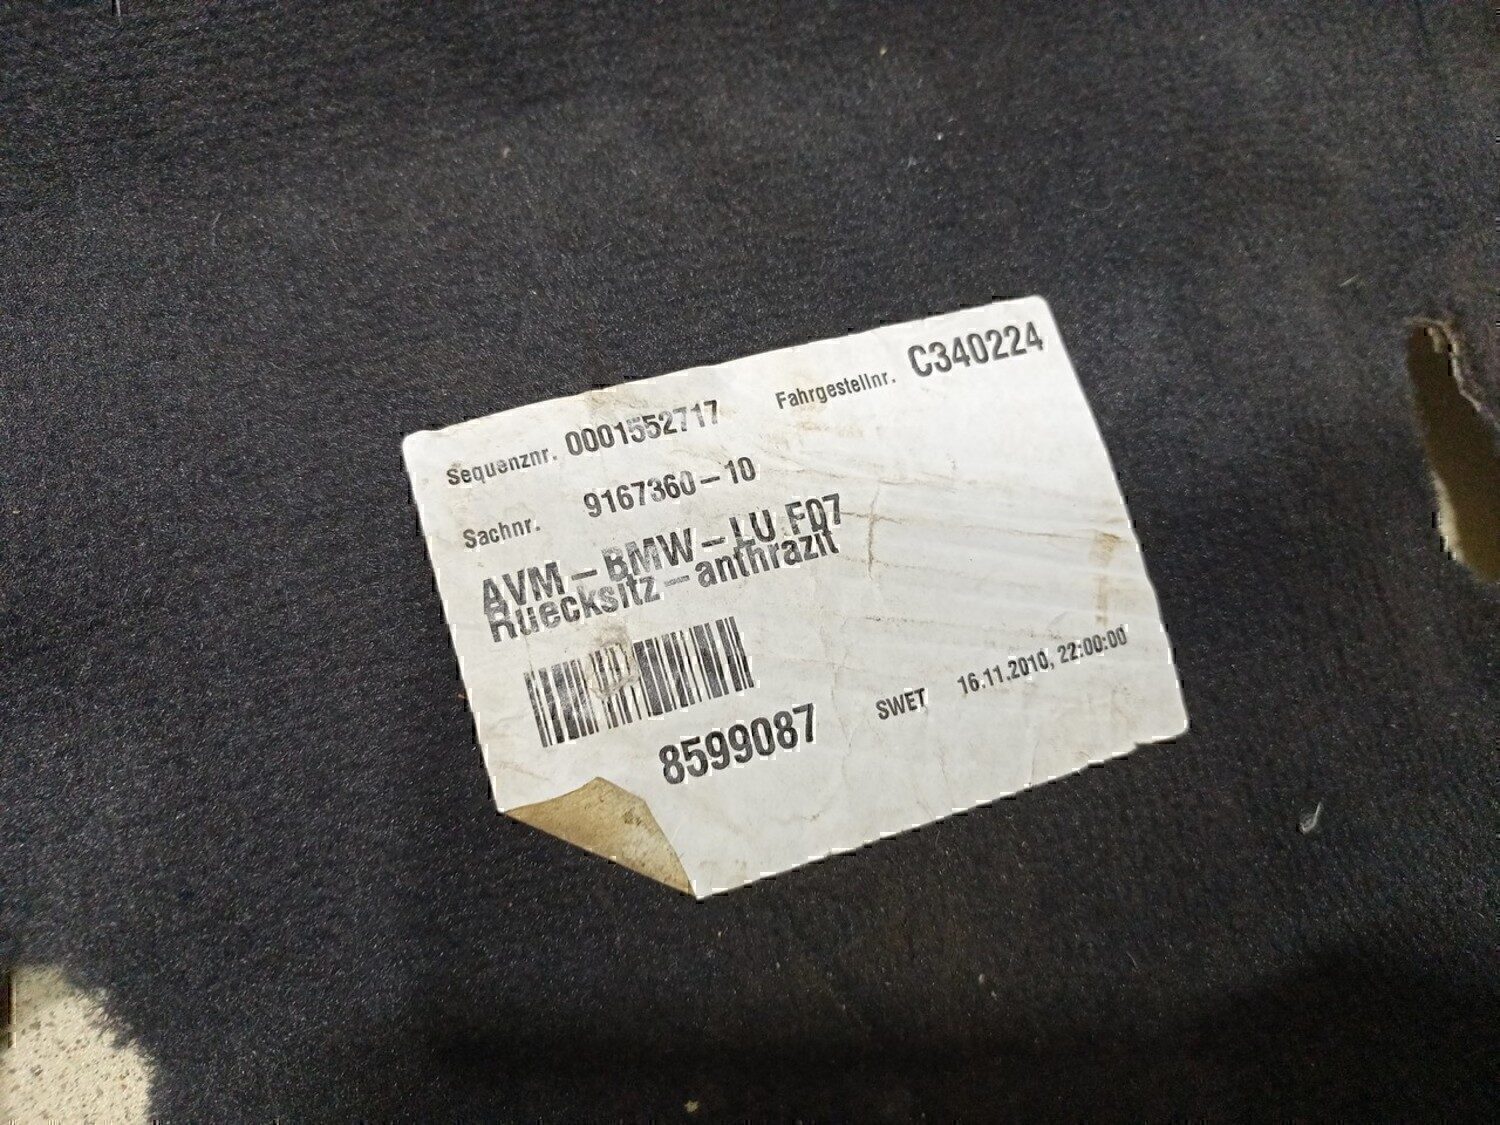 Sequenznr. 0001552717 Fahrgestellnr. C340224
Sachnr. 9167360-10
AVM-BMW-LU F07
Ruecksitz-anthrazit
8599087 SWET 16.11.2010, 22:00:00